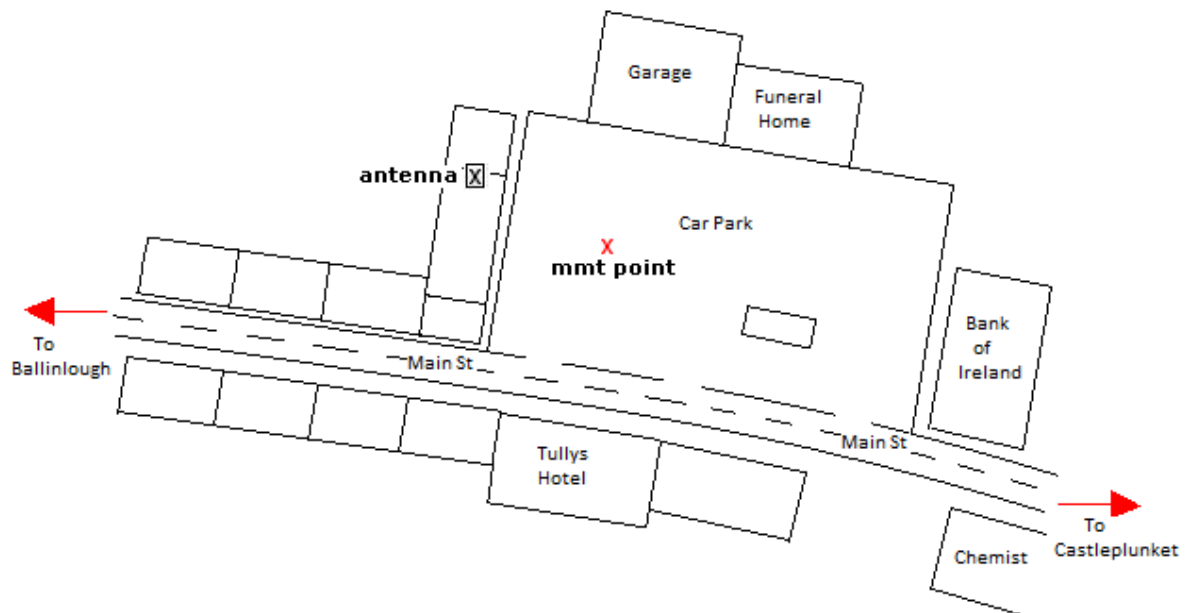 Garage
Funeral
Home
antenna X
Car Park
X
mmt point
To
Ballinlough
Main St
Bank
of
Ireland
Main St
Tullys
Hotel
To
Castleplunket
Chemist